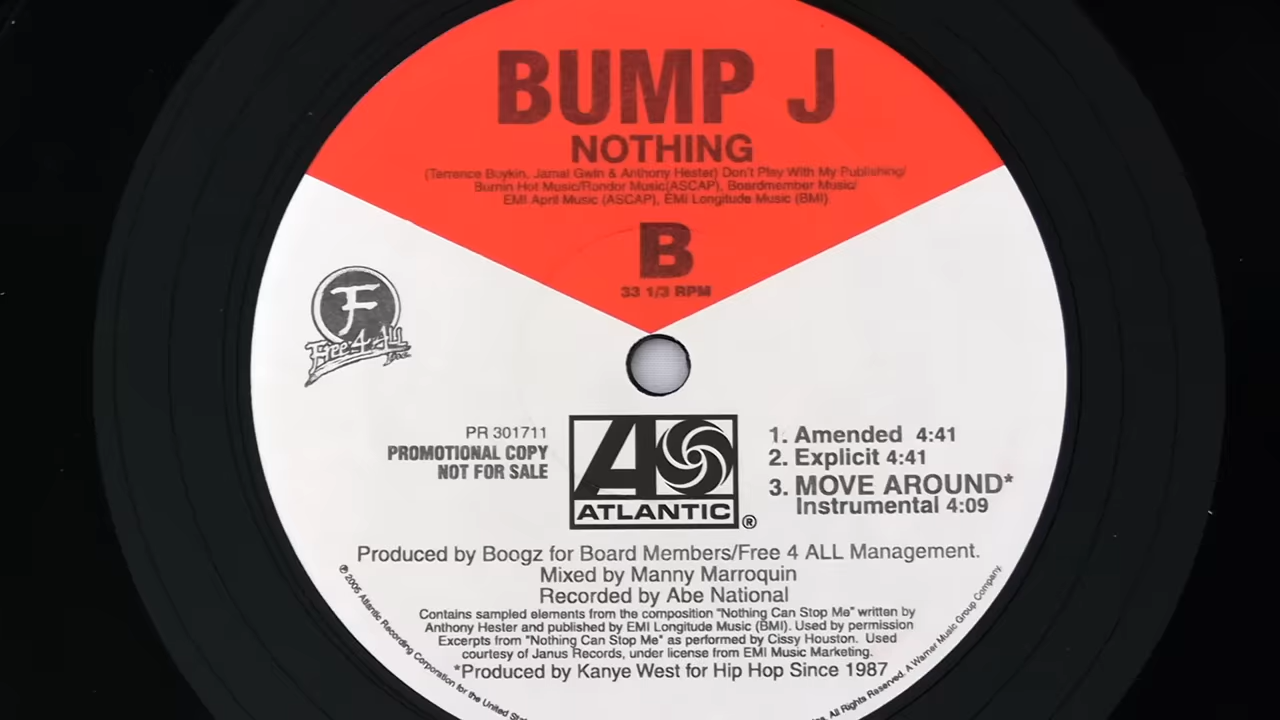 BUMP J
NOTHING
(Terrence Boykin, Jamal Gwin & Anthony Hester) Don't Play With My Publishing/
Burnin Hot Music/Rondor Music(ASCAP), Boardmember Music/
EMI April Music (ASCAP), EMI Longitude Music (BMI)
B
33 1/3 RPM
F
Free 4 ALL
Inc.
PR 301711
PROMOTIONAL COPY
NOT FOR SALE
A
ATLANTIC®
1. Amended 4:41
2. Explicit 4:41
3. MOVE AROUND*
Instrumental 4:09
Produced by Boogz for Board Members/Free 4 ALL Management.
Mixed by Manny Marroquin
Recorded by Abe National
Contains sampled elements from the composition "Nothing Can Stop Me" written by
Anthony Hester and published by EMI Longitude Music (BMI). Used by permission
Excerpts from "Nothing Can Stop Me" as performed by Cissy Houston. Used
courtesy of Janus Records, under license from EMI Music Marketing.
*Produced by Kanye West for Hip Hop Since 1987
℗ 2005 Atlantic Recording Corporation for the United
All Rights Reserved. A Warner Music Group Company.